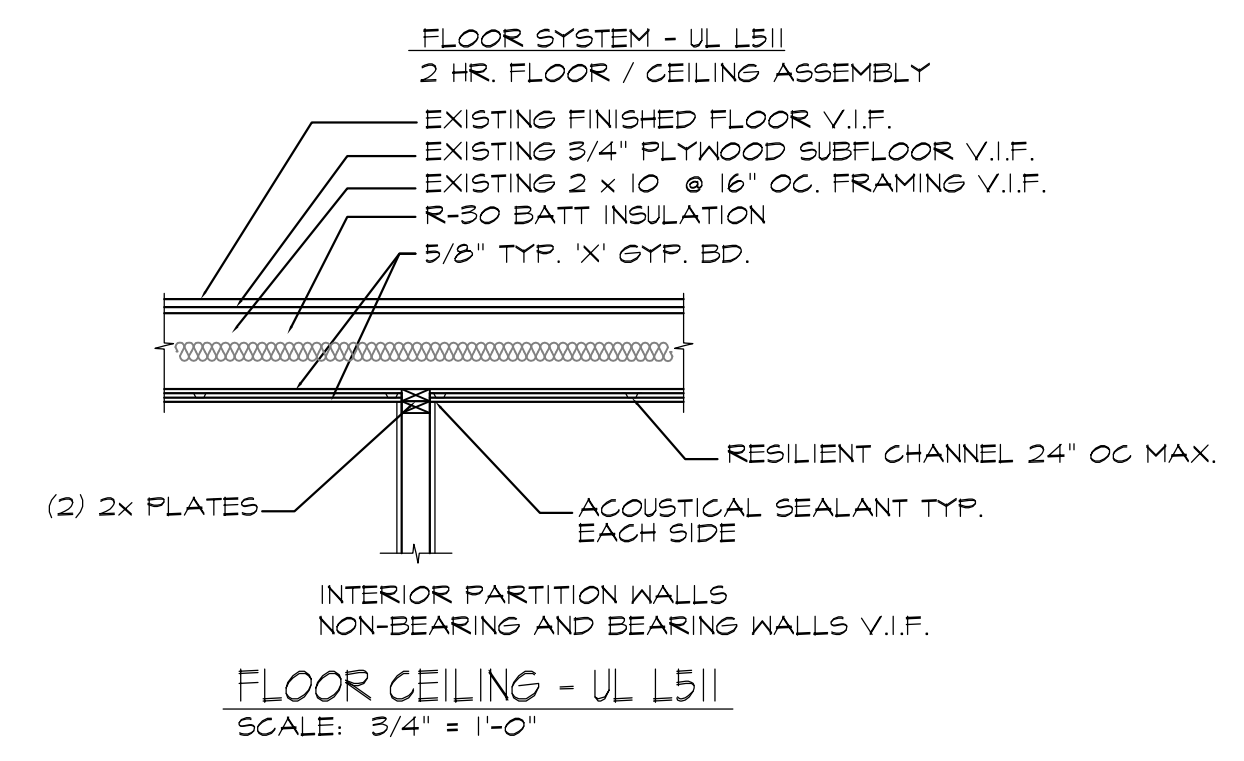 FLOOR SYSTEM - UL L511
2 HR. FLOOR / CEILING ASSEMBLY
EXISTING FINISHED FLOOR V.I.F.
EXISTING 3/4" PLYWOOD SUBFLOOR V.I.F.
EXISTING 2 x 10 @ 16" OC. FRAMING V.I.F.
R-30 BATT INSULATION
5/8" TYP. 'X' GYP. BD.
RESILIENT CHANNEL 24" OC MAX.
(2) 2x PLATES
ACOUSTICAL SEALANT TYP.
EACH SIDE
INTERIOR PARTITION WALLS
NON-BEARING AND BEARING WALLS V.I.F.
FLOOR CEILING - UL L511
SCALE: 3/4" = 1'-0"